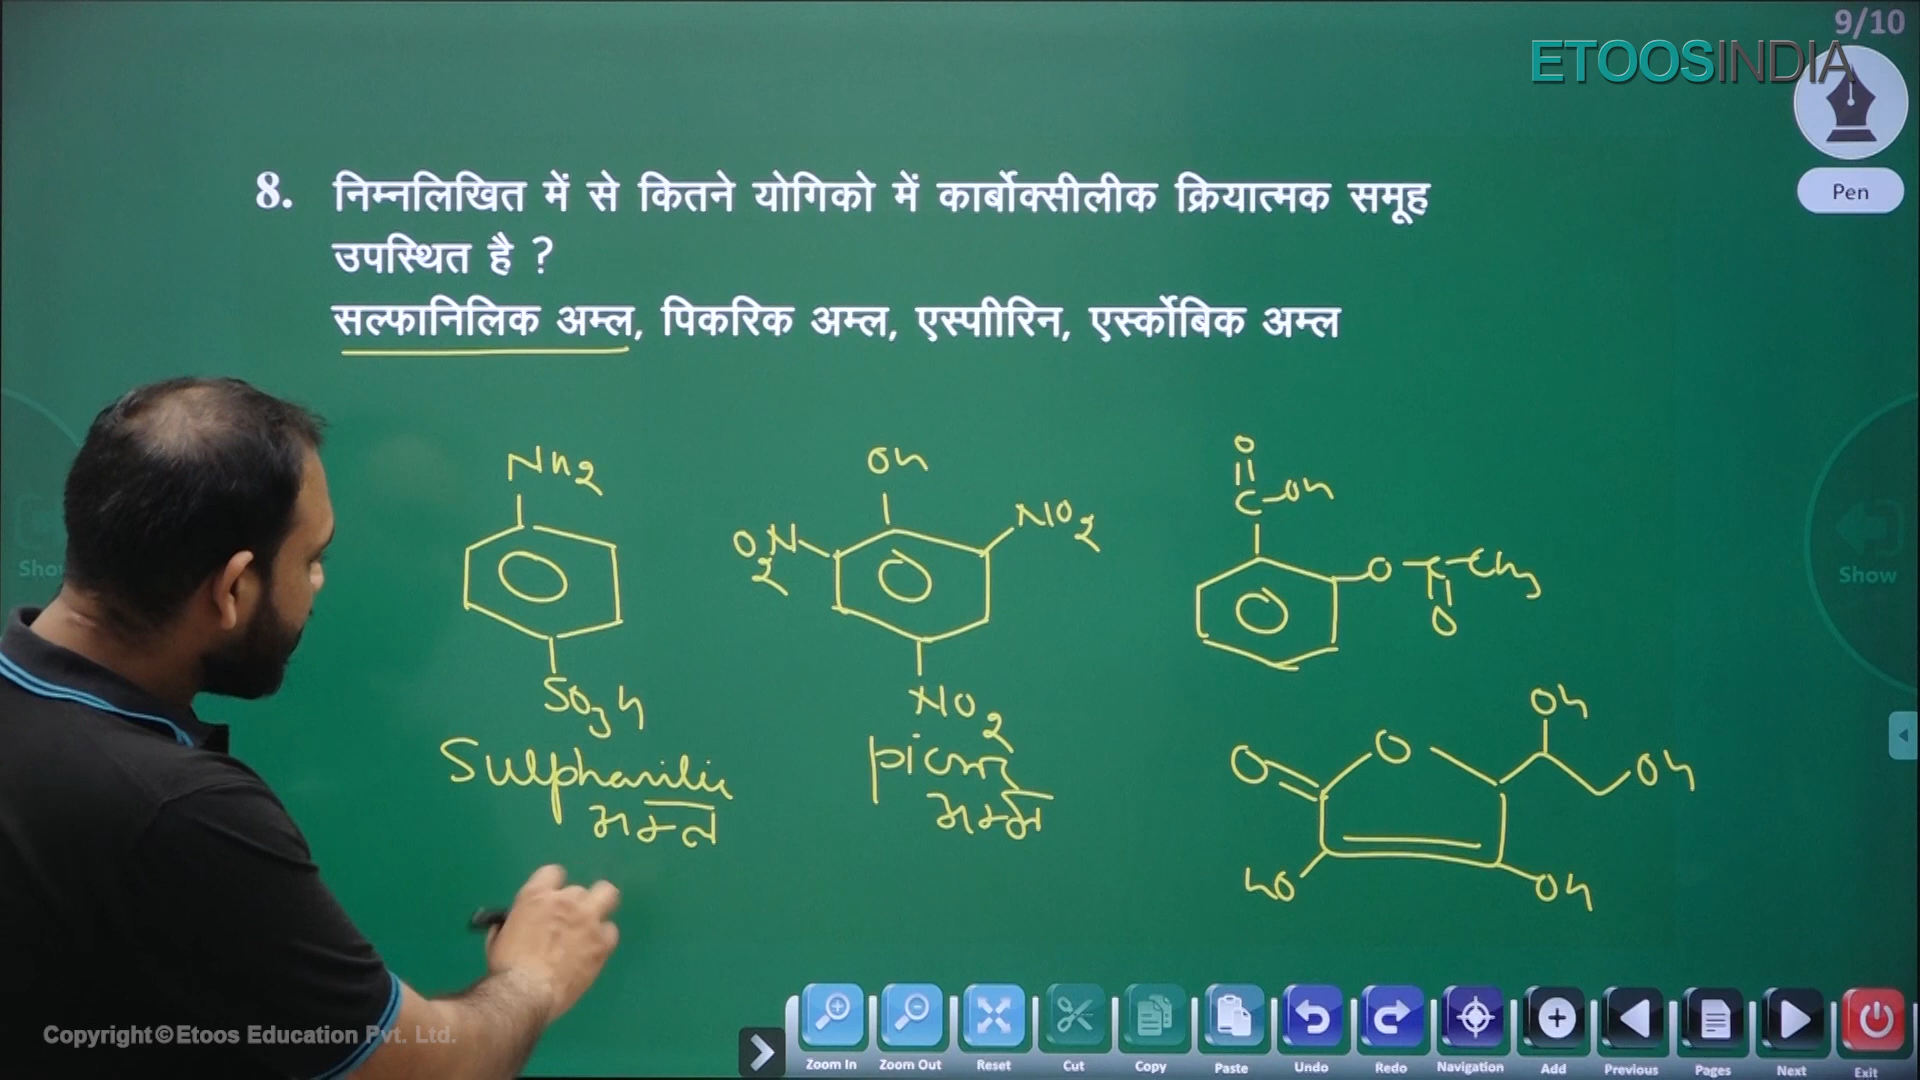 9/10
ETOOSINDIA
Pen
8. निम्नलिखित में से कितने योगिको में कार्बोक्सीलीक क्रियात्मक समूह
उपस्थित है ?
सल्फानिलिक अम्ल, पिकरिक अम्ल, एस्पाीरिन, एर्स्कोबिक अम्ल
NH2
SO3H
Sulphanilic
अम्ल
OH
O2N
NO2
NO2
picric
अम्ल
O
C-OH
O-C-CH3
O
OH
O
O
OH
HO
OH
Show
Show
Copyright © Etoos Education Pvt. Ltd.
Zoom In Zoom Out Reset Cut Copy Paste Undo Redo Navigation Add Previous Pages Next Exit